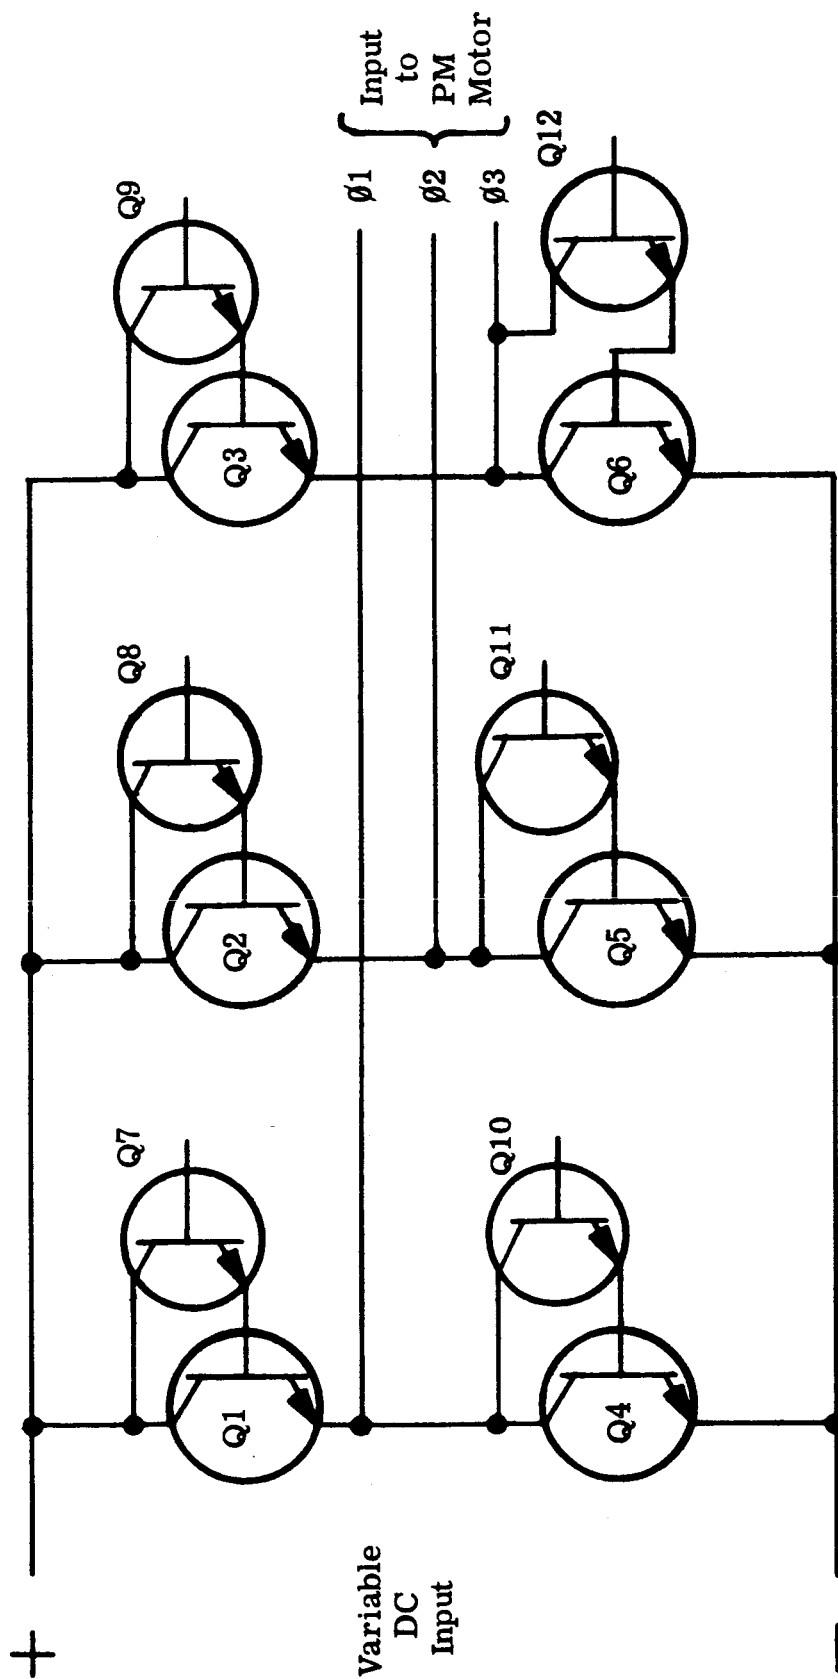 +
Variable
DC
Input
Q7
Q8
Q9
Q1
Q2
Q3
Ø1
Ø2
Ø3
Input
to
PM
Motor
Q10
Q11
Q12
Q4
Q5
Q6